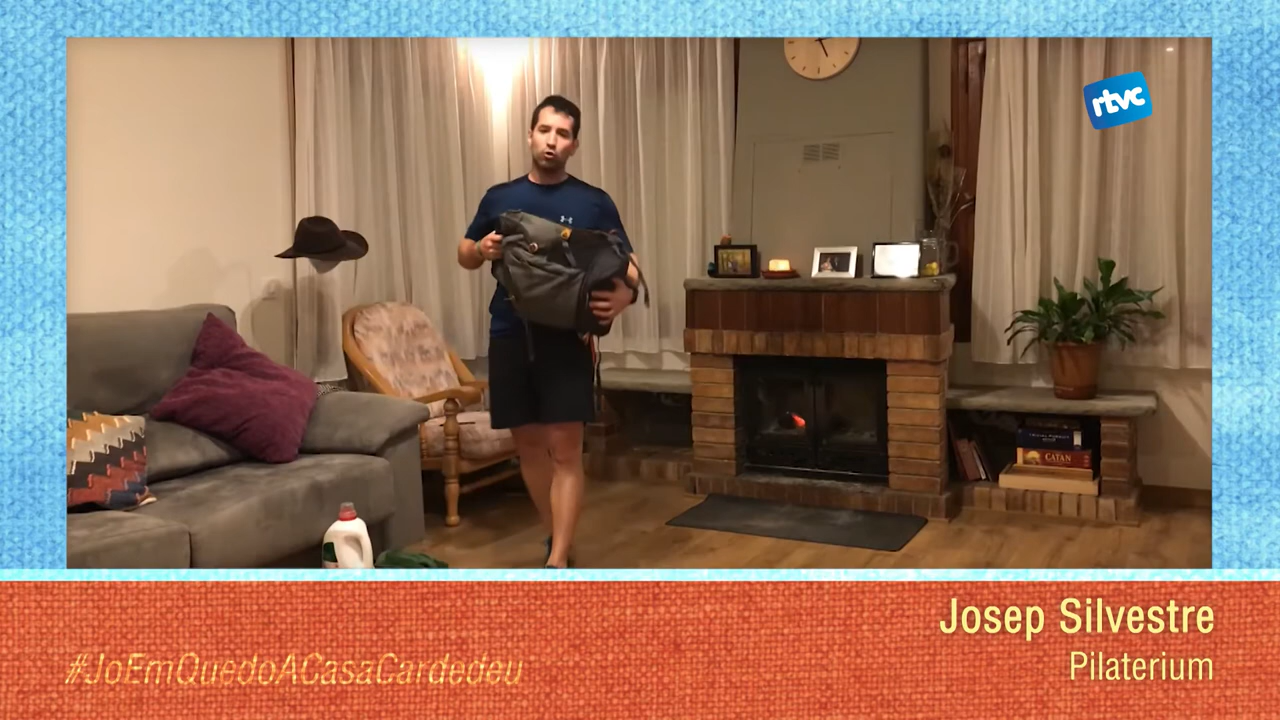 rtvc
CATAN
Josep Silvestre
#JoEmQuedoACasaCardedeu
Pilaterium